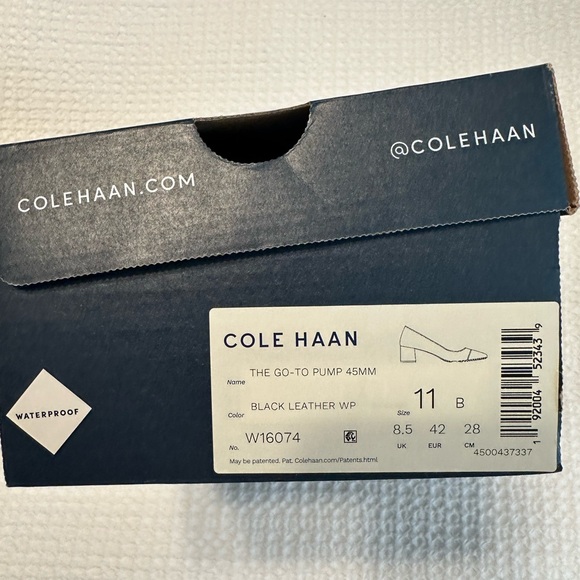 COLEHAAN.COM
@COLEHAAN
COLE HAAN
Name THE GO-TO PUMP 45MM
Color BLACK LEATHER WP
Size 11 B
No. W16074
8.5 42 28
UK EUR CM
May be patented. Pat. Colehaan.com/Patents.html
4500437337
1 92004 52343 9
WATERPROOF